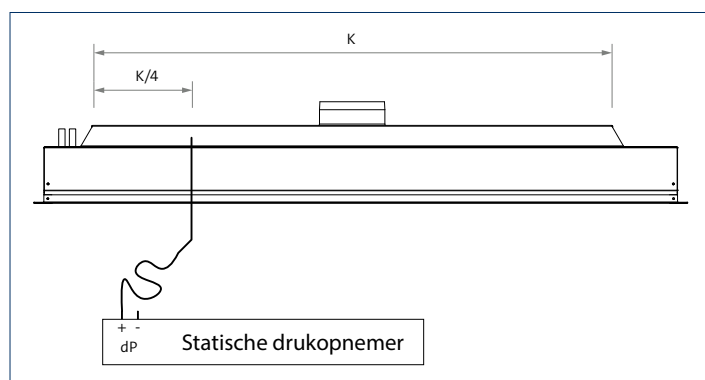 K
K/4
+ -
dP
Statische drukopnemer